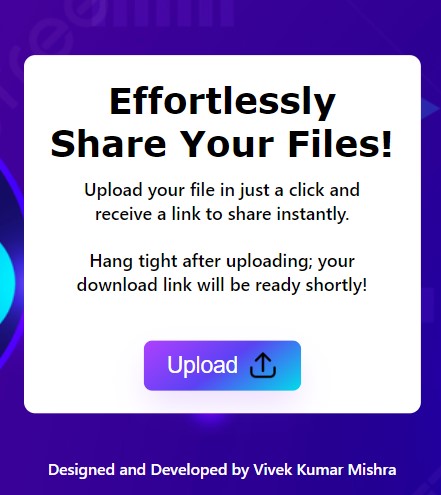 Effortlessly
Share Your Files!
Upload your file in just a click and
receive a link to share instantly.
Hang tight after uploading; your
download link will be ready shortly!
Upload
Designed and Developed by Vivek Kumar Mishra